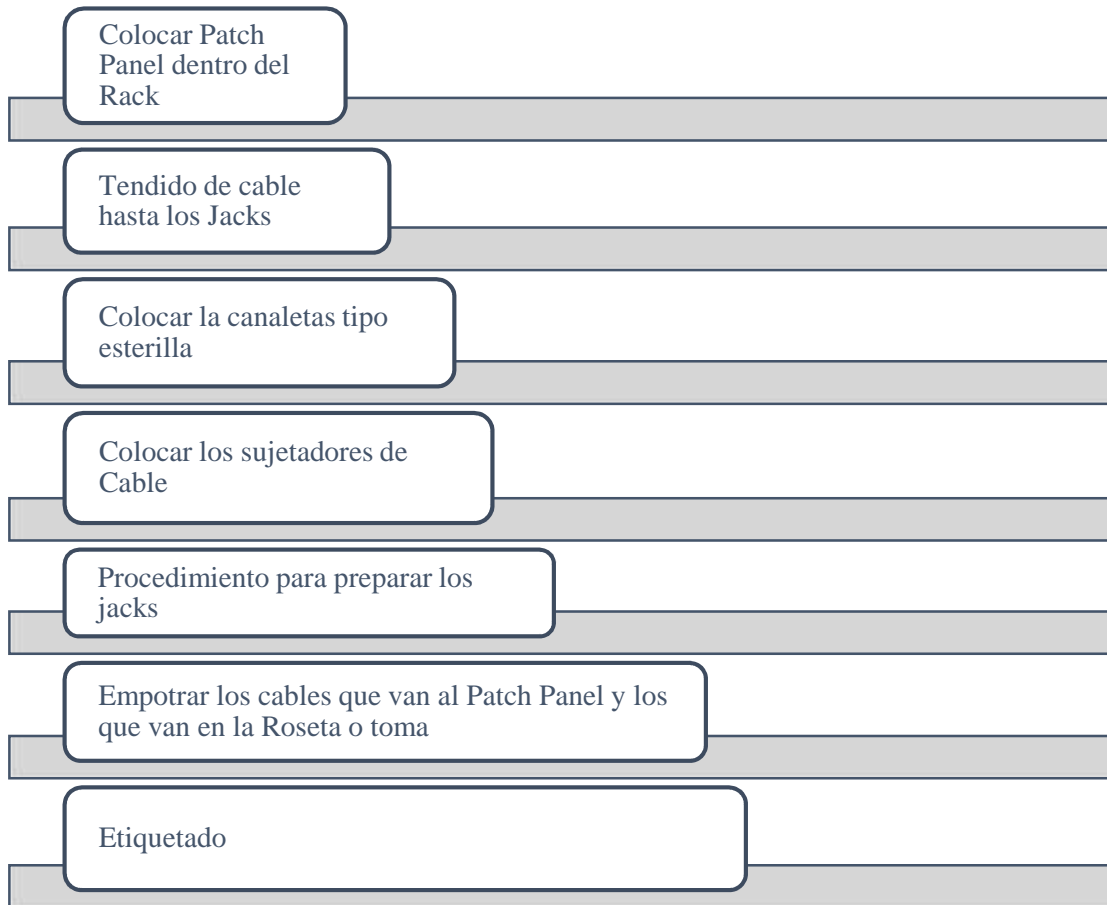 Colocar Patch
Panel dentro del
Rack
Tendido de cable
hasta los Jacks
Colocar la canaletas tipo
esterilla
Colocar los sujetadores de
Cable
Procedimiento para preparar los
jacks
Empotrar los cables que van al Patch Panel y los
que van en la Roseta o toma
Etiquetado